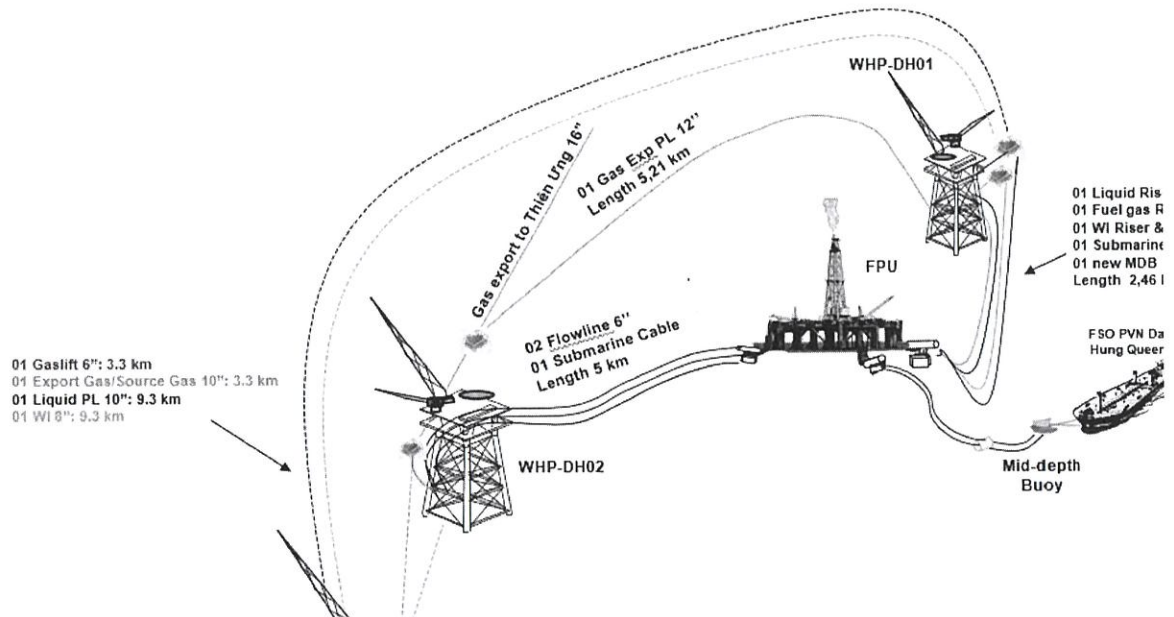 WHP-DH01
Gas export to Thiên Ưng 16"
01 Gas Exp PL 12"
Length 5,21 km
01 Liquid Ris
01 Fuel gas R
01 WI Riser &
01 Submarine
01 new MDB
Length 2,46
FPU
02 Flowline 6"
01 Submarine Cable
Length 5 km
FSO PVN Da
Hung Queer
01 Gaslift 6": 3.3 km
01 Export Gas/Source Gas 10": 3.3 km
01 Liquid PL 10": 9.3 km
01 WI 8": 9.3 km
WHP-DH02
Mid-depth
Buoy